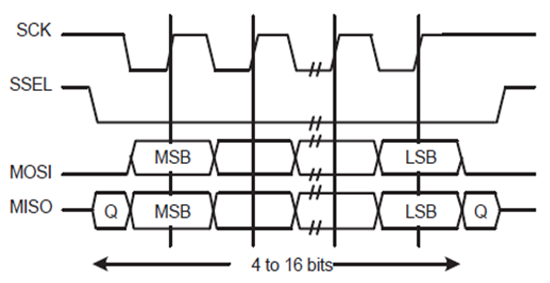 SCK
SSEL
MOSI MSB LSB
MISO Q MSB LSB Q
4 to 16 bits